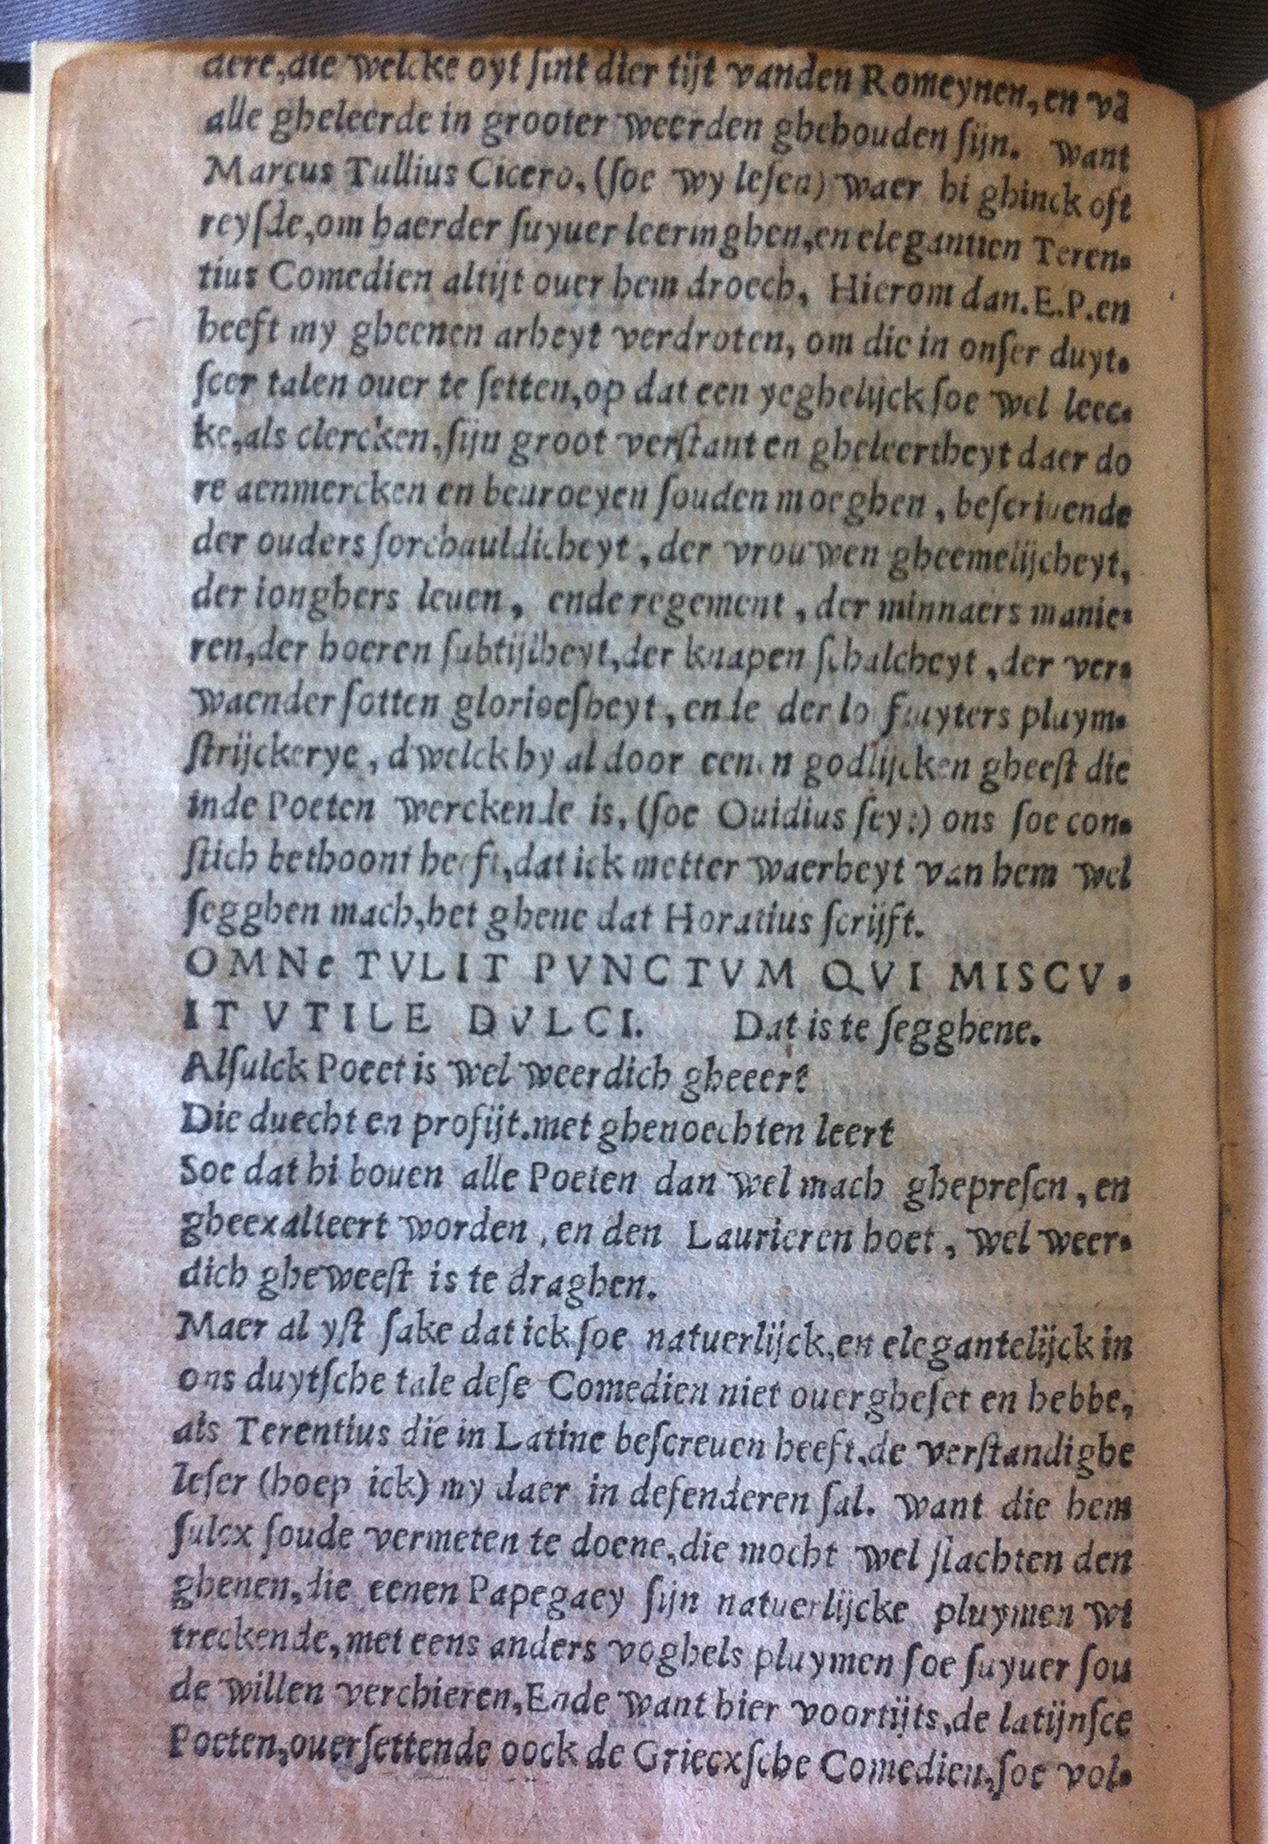 dere, die welcke oyt ſint dier tijt vanden Romeynen, en vā
alle gheleerde in grooter weerden ghehouden ſijn. Want
Marcus Tullius Cicero, (ſoe wy leſen) waer hi ghinck oft
reyſde, om haerder ſuyuer leeringhen, en elegantien Teren-
tius Comedien altijt ouer hem droech, Hierom dan. E.P. en
heeft my gheenen arbeyt verdroten, om die in onſer duyt-
ſcer talen ouer te ſetten, op dat een yeghelijck ſoe wel leec-
ke, als clercken, ſijn groot verſtant en gheleertheyt daer do
re aenmercken en beuroeyen ſouden moeghen, beſcriuende
der ouders ſorchuuldicheyt, der vrouwen gheemelijcheyt,
der ionghers leuen, ende regement, der minnaers manie-
ren, der boeren ſubtijlheyt, der knapen ſchalcheyt, der ver-
waender ſotten glorioeſheyt, ende der lo fluyters pluym-
ſtrijckerye, dwelck hy al door eenen godlijcken gheeſt die
inde Poeten werckende is, (ſoe Ouidius ſeyt) ons ſoe con-
ſtich bethoont heeft, dat ick metter waerheyt van hem wel
ſegghen mach, het ghene dat Horatius ſcrijft.
OMNe TVLIT PVNCTVM QVI MISCV-
IT VTILE DVLCI. Dat is te ſegghene.
Alſulck Poeet is wel weerdich gheeert
Die duecht en profijt. met ghenoechten leert
Soe dat hi bouen alle Poeten dan wel mach ghepreſen, en
gheexalteert worden, en den Laurieren hoet, wel weer-
dich gheweeſt is te draghen.
Maer al yſt ſake dat ick ſoe natuerlijck, en elegantelijck in
ons duytſche tale deſe Comedien niet ouergheſet en hebbe,
als Terentius die in Latine beſcreuen heeft, de verſtandighe
leſer (hoep ick) my daer in defenderen ſal. Want die hem
ſulcx ſoude vermeten te doene, die mocht wel ſlachten den
ghenen, die eenen Papegaey ſijn natuerlijcke pluymen wt
treckende, met eens anders voghels pluymen ſoe ſuyuer ſou
de willen verchieren, Ende want hier voortijts, de latijnſce
Poeten, ouerſettende oock de Griecxſche Comedien, ſoe vol-